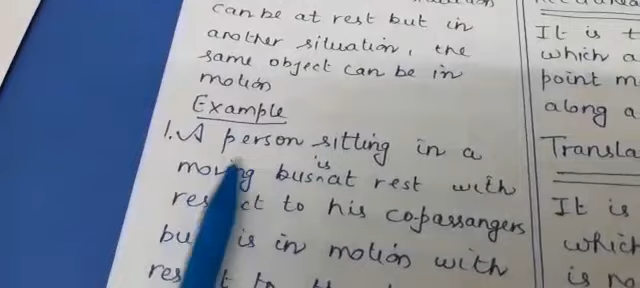 can be at rest but in
another situation, the
same object can be in
motion
Example
1. A person sitting in a
moving bus is at rest with
respect to his co-passangers
but is in motion with
It is t
which a
point m
along a
Transla
It is
which
is no